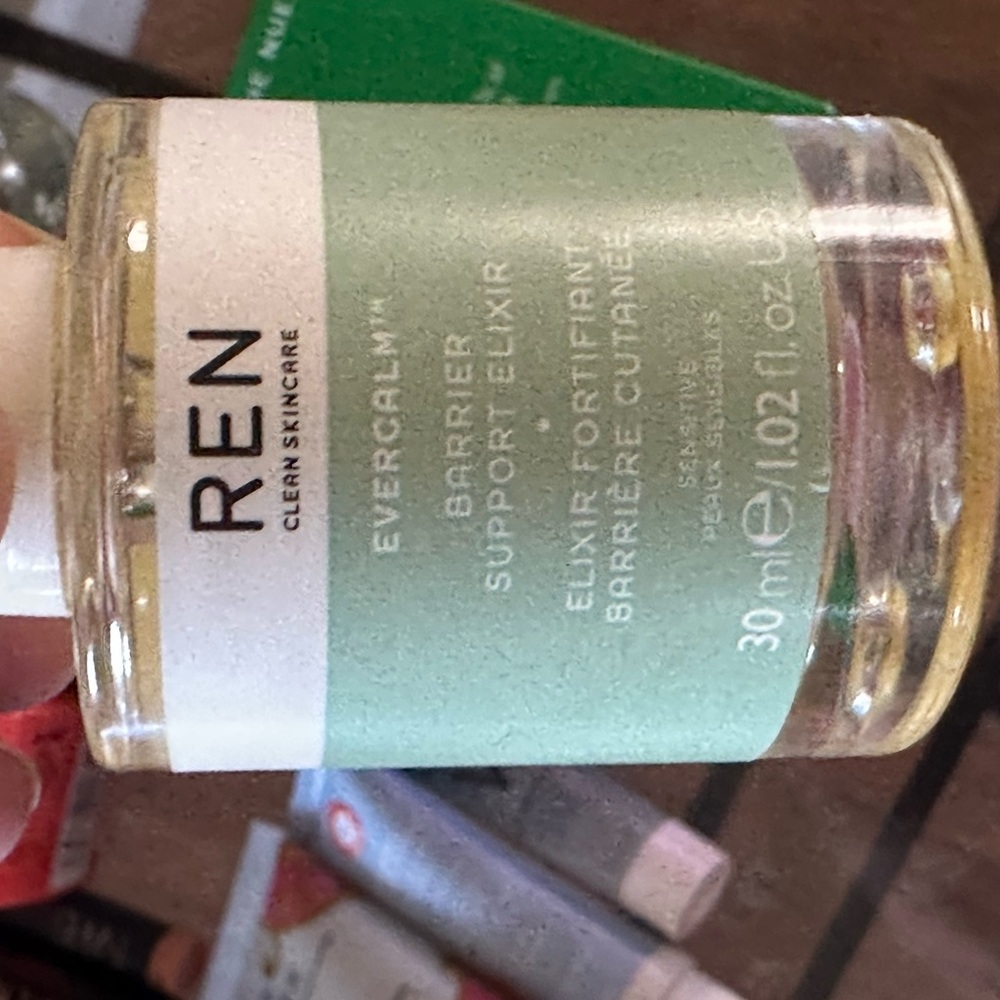 REN
CLEAN SKINCARE
EVERCALM™
BARRIER
SUPPORT ELIXIR
ELIXIR FORTIFIANT
BARRIÈRE CUTANÉE
SENSITIVE
PEAUX SENSIBLES
30 ml ℮ / 1.02 fl.oz US